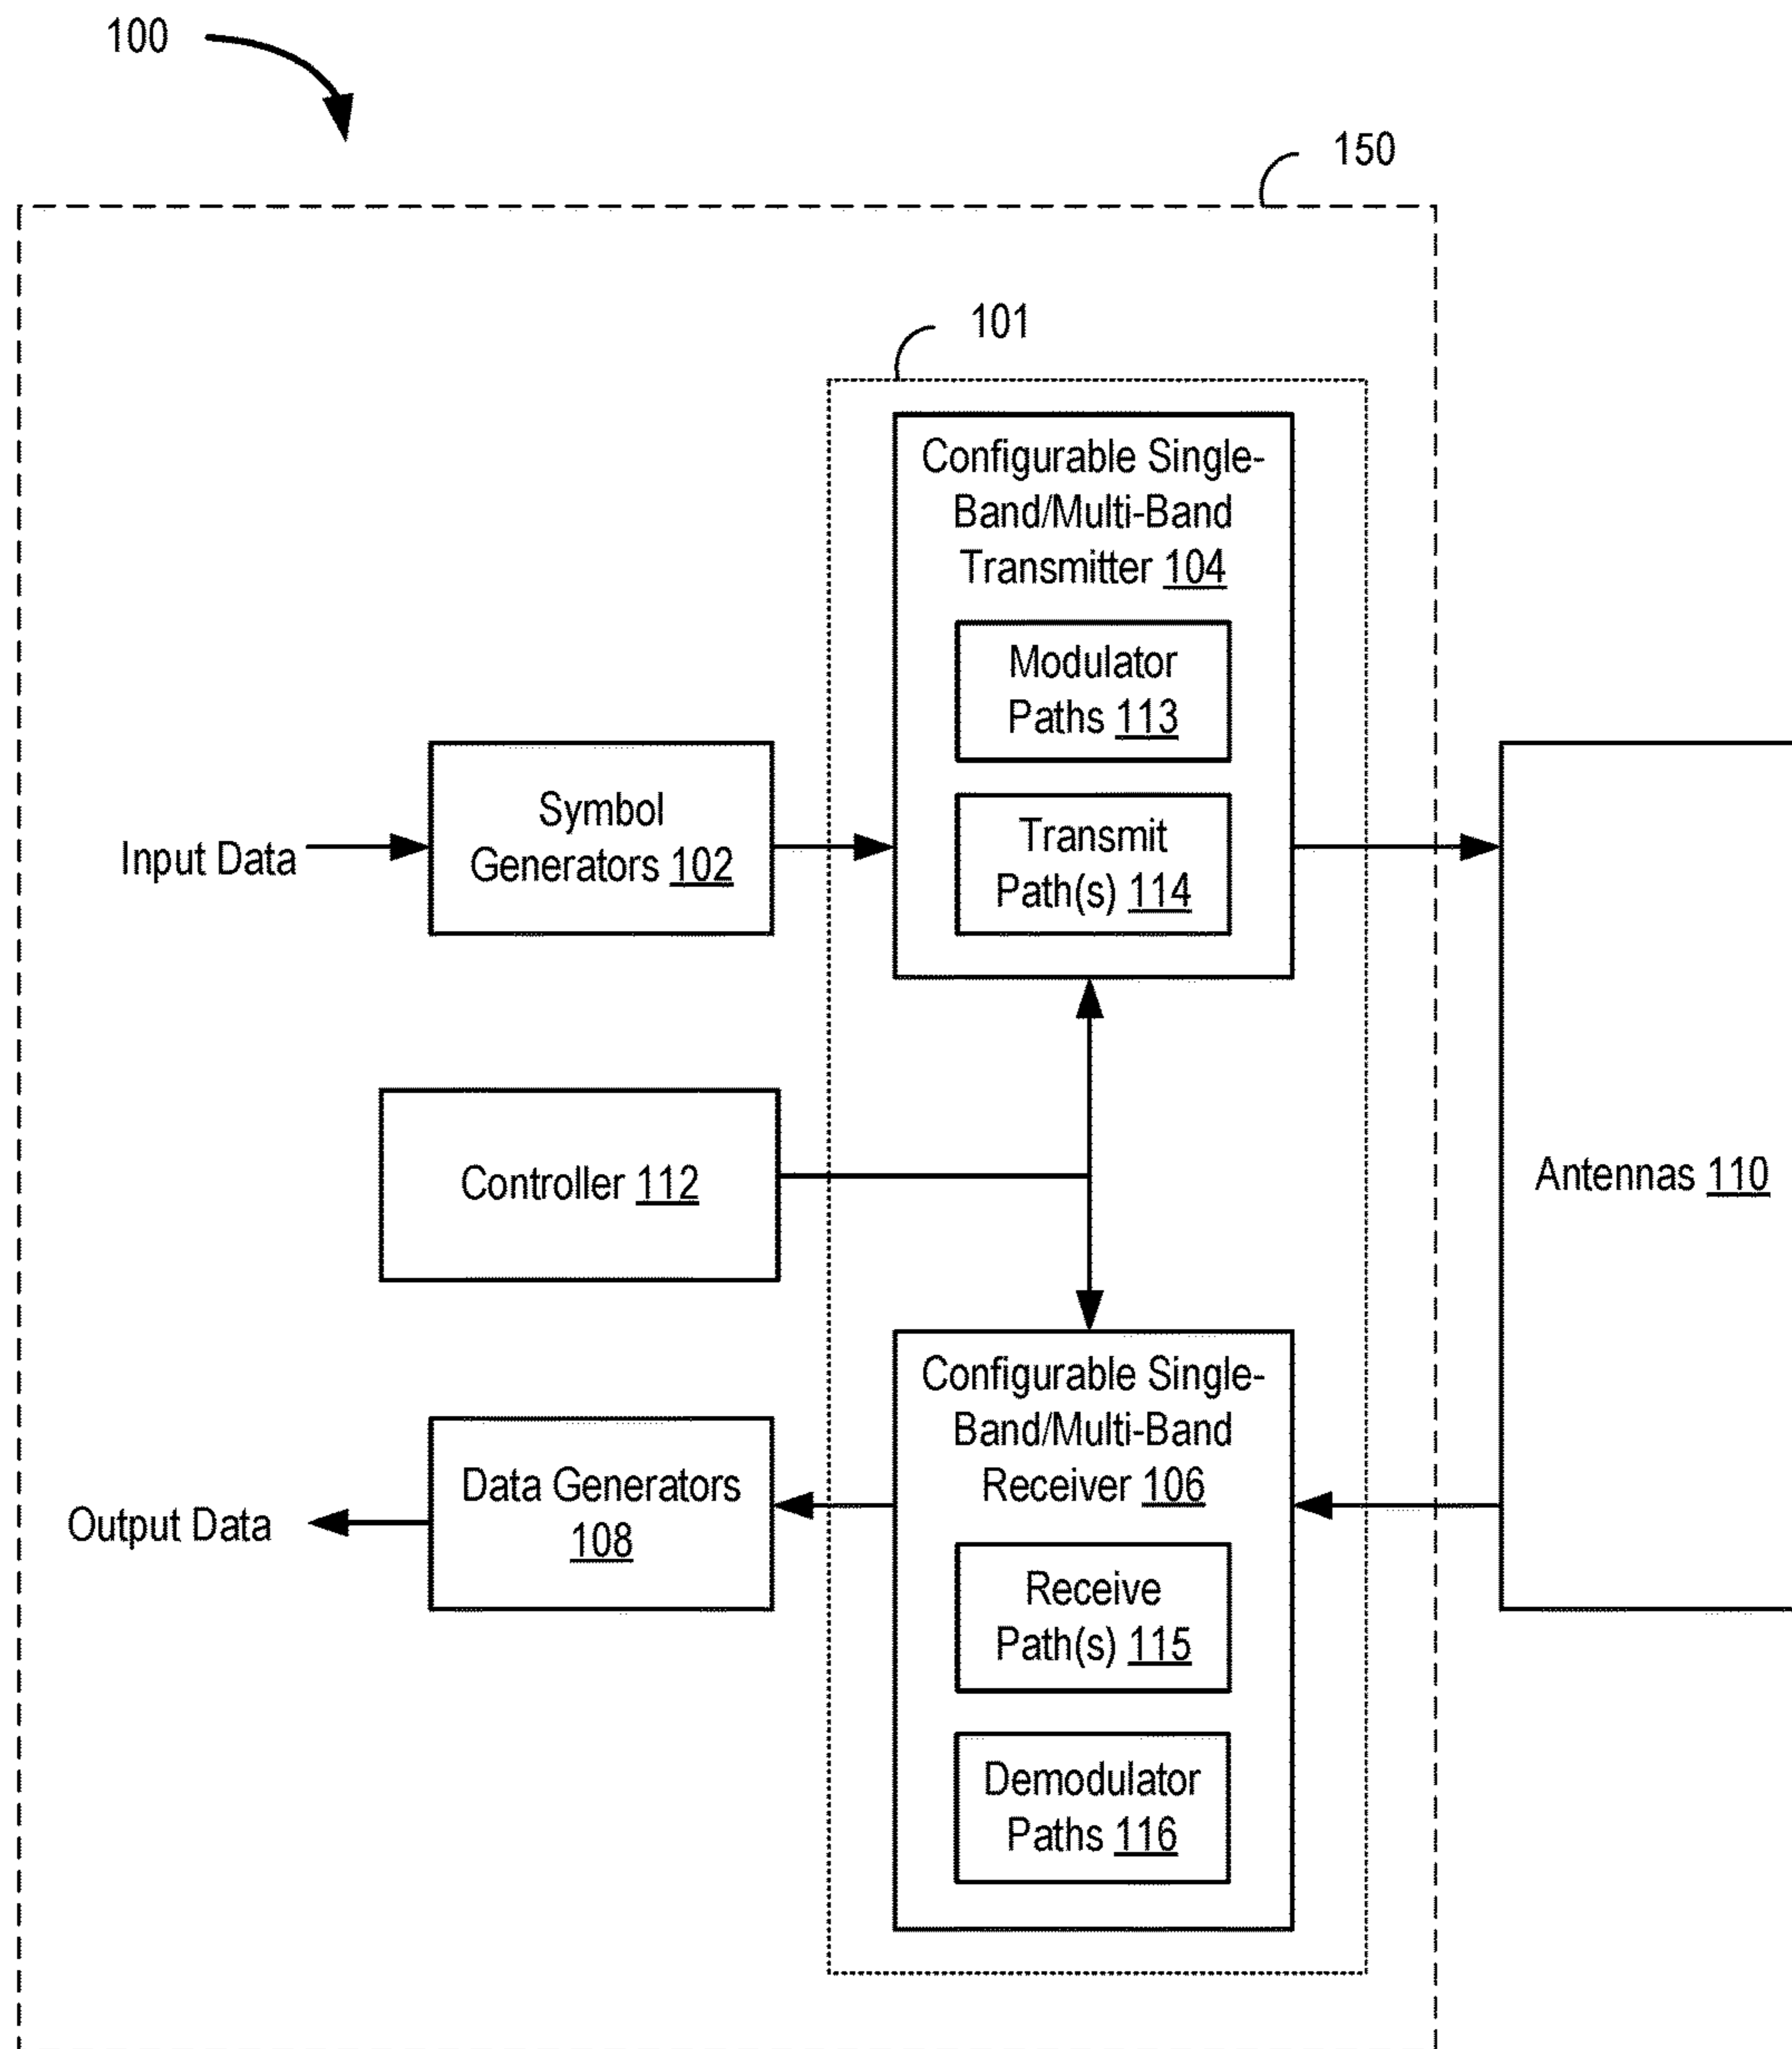 100
150
101
Configurable Single-
Band/Multi-Band
Transmitter 104
Modulator
Paths 113
Transmit
Path(s) 114
Symbol
Generators 102
Input Data
Controller 112
Antennas 110
Configurable Single-
Band/Multi-Band
Receiver 106
Receive
Path(s) 115
Demodulator
Paths 116
Data Generators
108
Output Data